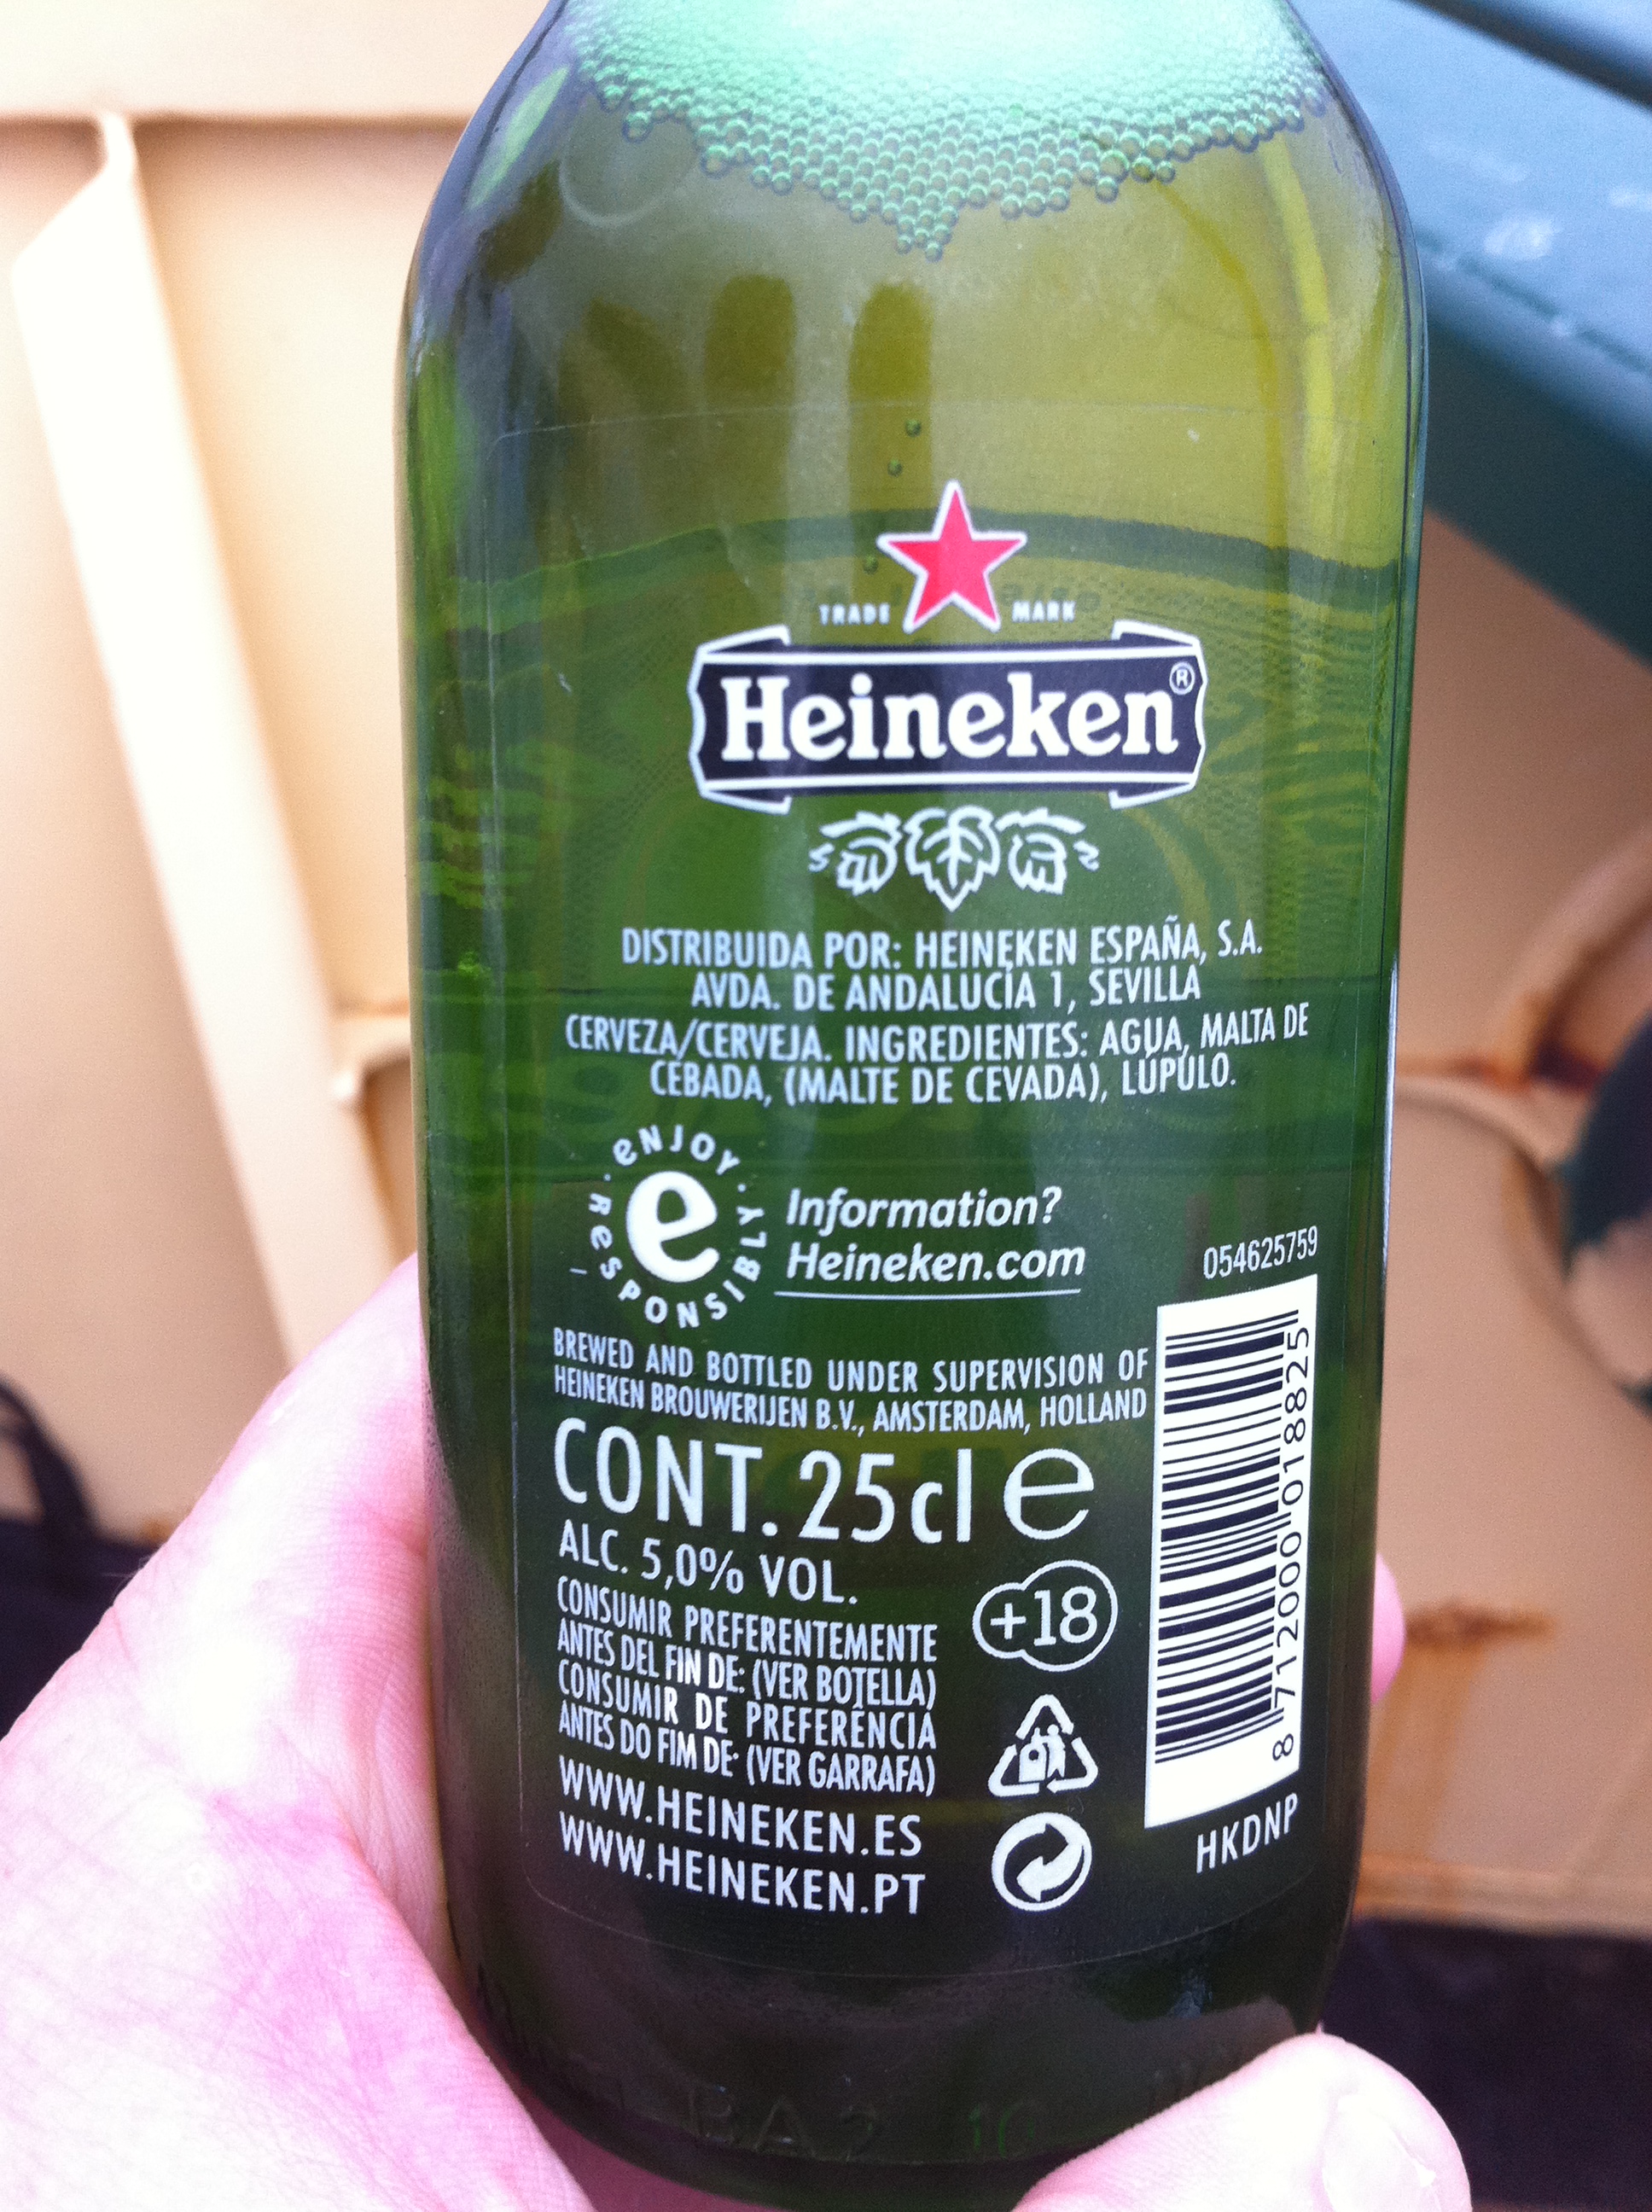 TRADE MARK
Heineken®
DISTRIBUIDA POR: HEINEKEN ESPAÑA, S.A.
AVDA. DE ANDALUCÍA 1, SEVILLA
CERVEZA/CERVEJA. INGREDIENTES: AGUA, MALTA DE
CEBADA, (MALTE DE CEVADA), LÚPULO.
eNJOY ReSPONSIBLY
e
Information?
Heineken.com
054625759
BREWED AND BOTTLED UNDER SUPERVISION OF
HEINEKEN BROUWERIJEN B.V., AMSTERDAM, HOLLAND
CONT. 25cl e
ALC. 5,0% VOL.
+18
CONSUMIR PREFERENTEMENTE
ANTES DEL FIN DE: (VER BOTELLA)
CONSUMIR DE PREFERÊNCIA
ANTES DO FIM DE: (VER GARRAFA)
WWW.HEINEKEN.ES
WWW.HEINEKEN.PT
8 712000 018825
HKDNP